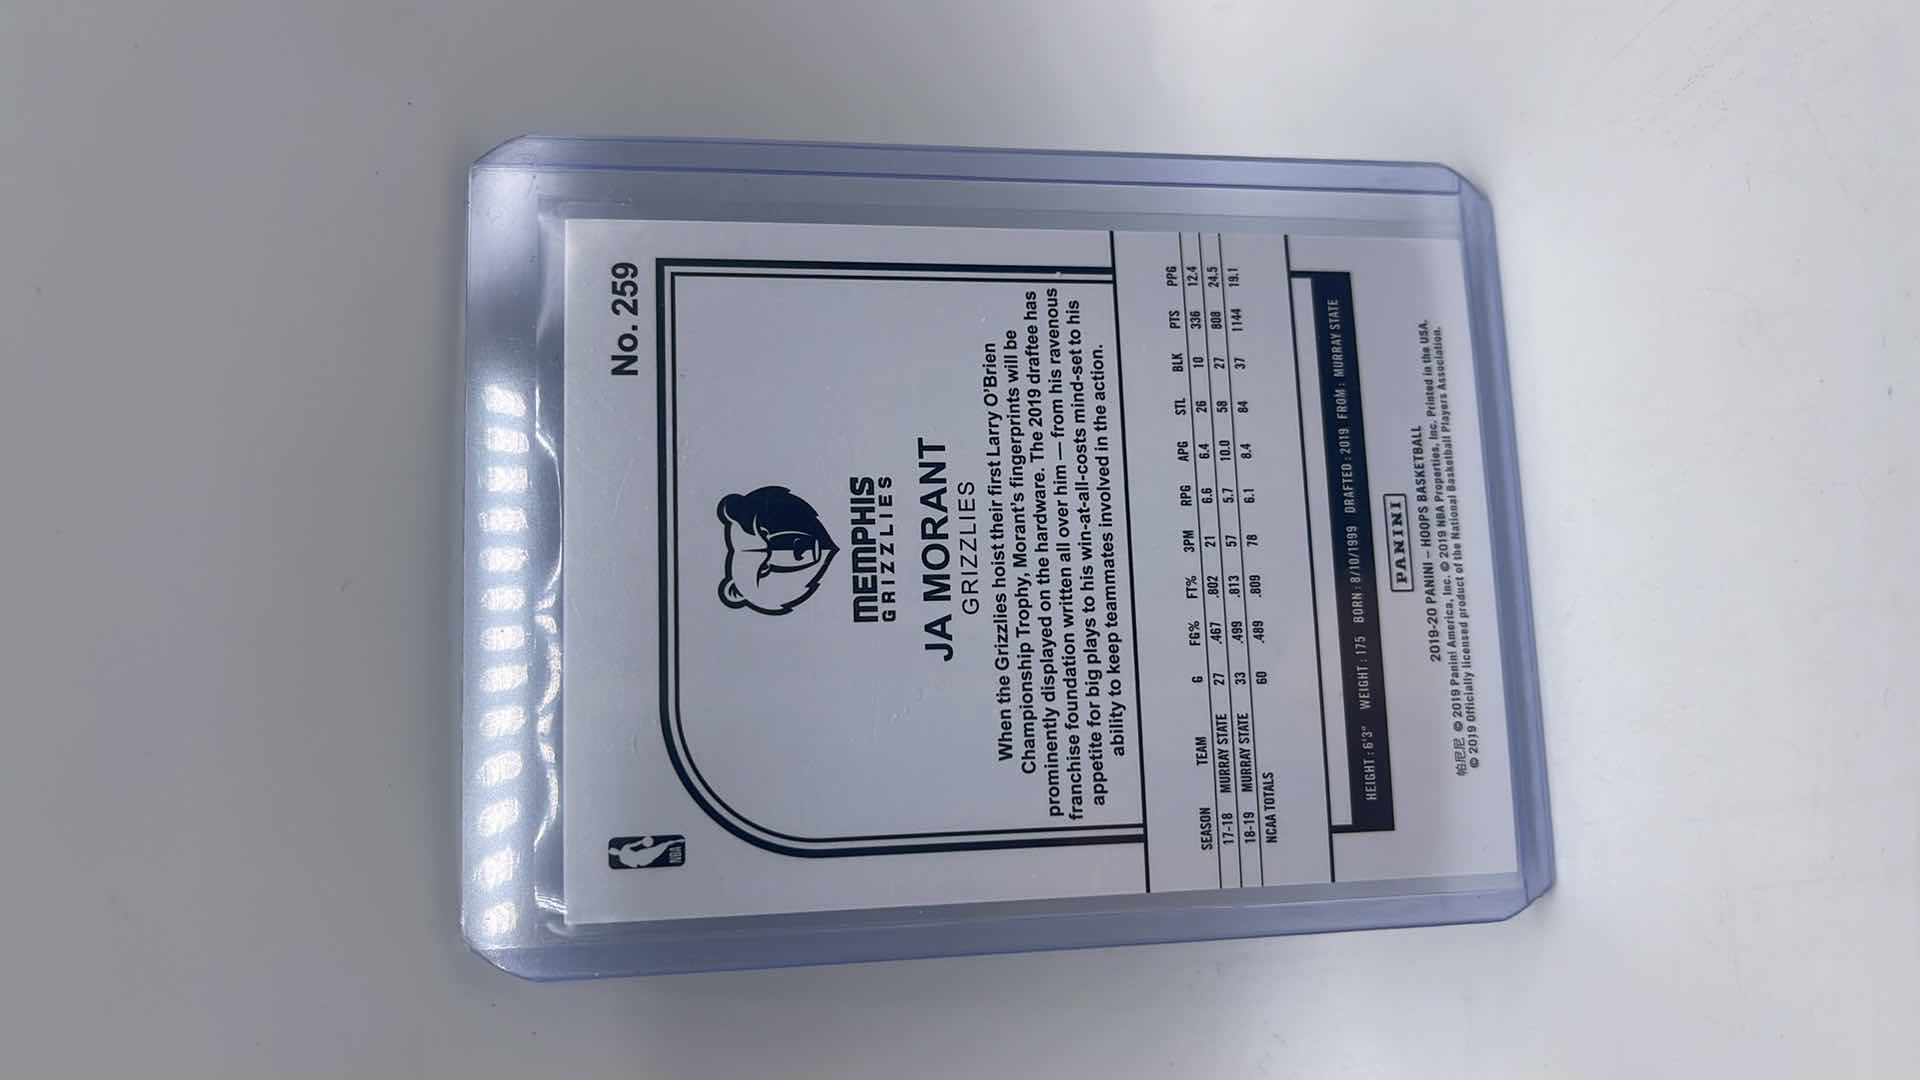 No. 259
NBA
MEMPHIS
GRIZZLIES
JA MORANT
GRIZZLIES
When the Grizzlies hoist their first Larry O'Brien
Championship Trophy, Morant's fingerprints will be
prominently displayed on the hardware. The 2019 draftee has
franchise foundation written all over him — from his ravenous
appetite for big plays to his win-at-all-costs mind-set to his
ability to keep teammates involved in the action.
SEASON TEAM G FG% FT% 3PM RPG APG STL BLK PTS PPG
17-18 MURRAY STATE 27 .467 .802 21 6.6 6.4 26 10 336 12.4
18-19 MURRAY STATE 33 .499 .813 57 5.7 10.0 58 27 808 24.5
NCAA TOTALS 60 .489 .809 78 6.1 8.4 84 37 1144 19.1
HEIGHT: 6'3" WEIGHT: 175 BORN: 8/10/1999 DRAFTED: 2019 FROM: MURRAY STATE
PANINI
2019-20 PANINI – HOOPS BASKETBALL
帕尼尼 © 2019 Panini America, Inc. © 2019 NBA Properties, Inc. Printed in the USA.
© 2019 Officially licensed product of the National Basketball Players Association.